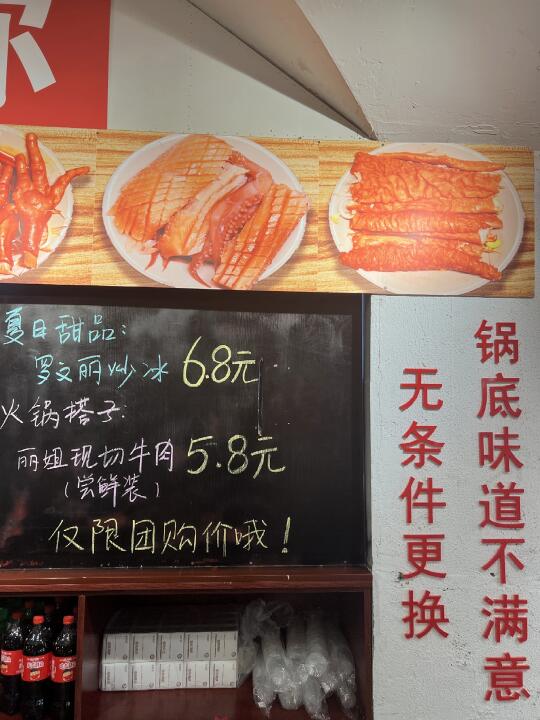 你
夏日甜品:
罗文丽炒冰 6.8元
火锅搭子
丽姐现切牛肉 5.8元
(尝鲜装)
仅限团购价哦!
锅底味道不满意
无条件更换